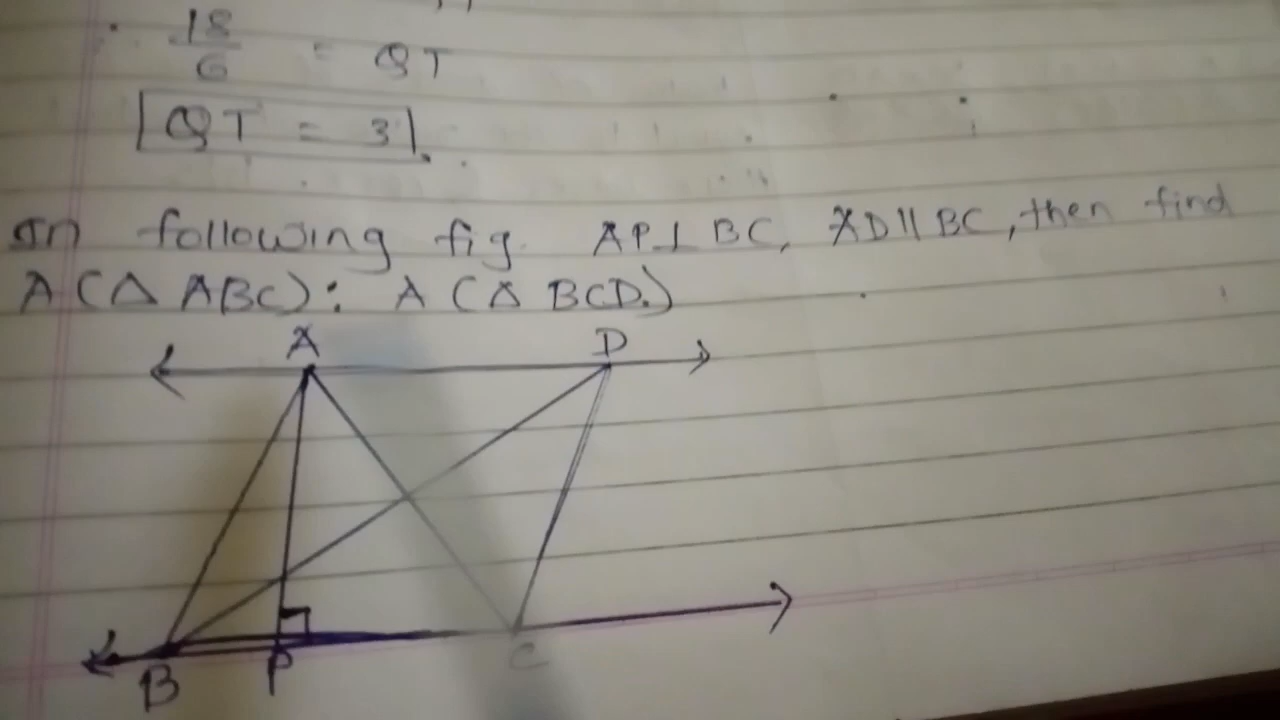 18
6 = QT
QT = 3
In following fig. AP⊥BC, AD||BC, then find
A(△ABC): A(△BCD.)
A D
B P C